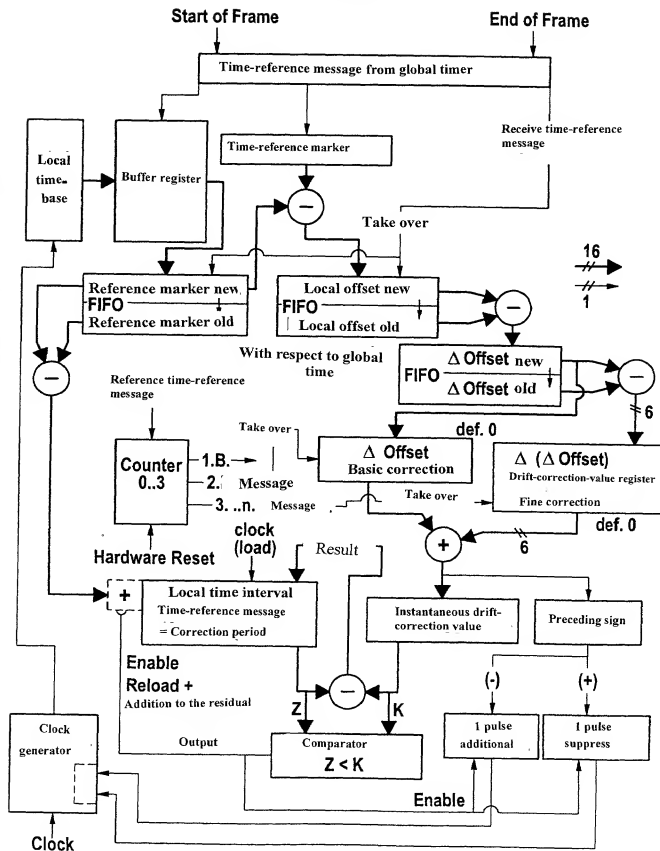 Start of Frame
End of Frame
Time-reference message from global timer
Receive time-reference
message
Time-reference marker
Local
time-
base
Buffer register
−
Take over
16
1
Reference marker new
FIFO
Reference marker old
Local offset new
FIFO
Local offset old
−
With respect to global
time
Δ Offset new
FIFO
Δ Offset old
−
−
6
Reference time-reference
message
Take over
def. 0
Δ Offset
Basic correction
Δ (Δ Offset)
Drift-correction-value register
Fine correction
def. 0
Counter
0..3
1.B.
2.
Message
3. ..n.
Message
Take over
Hardware Reset
clock
(load)
Result
+
6
+
Local time interval
Time-reference message
= Correction period
Instantaneous drift-
correction value
Preceding sign
Enable
Reload +
Addition to the residual
−
Z
K
(-)
(+)
Clock
generator
Output
Comparator
Z < K
1 pulse
additional
1 pulse
suppress
Enable
Clock